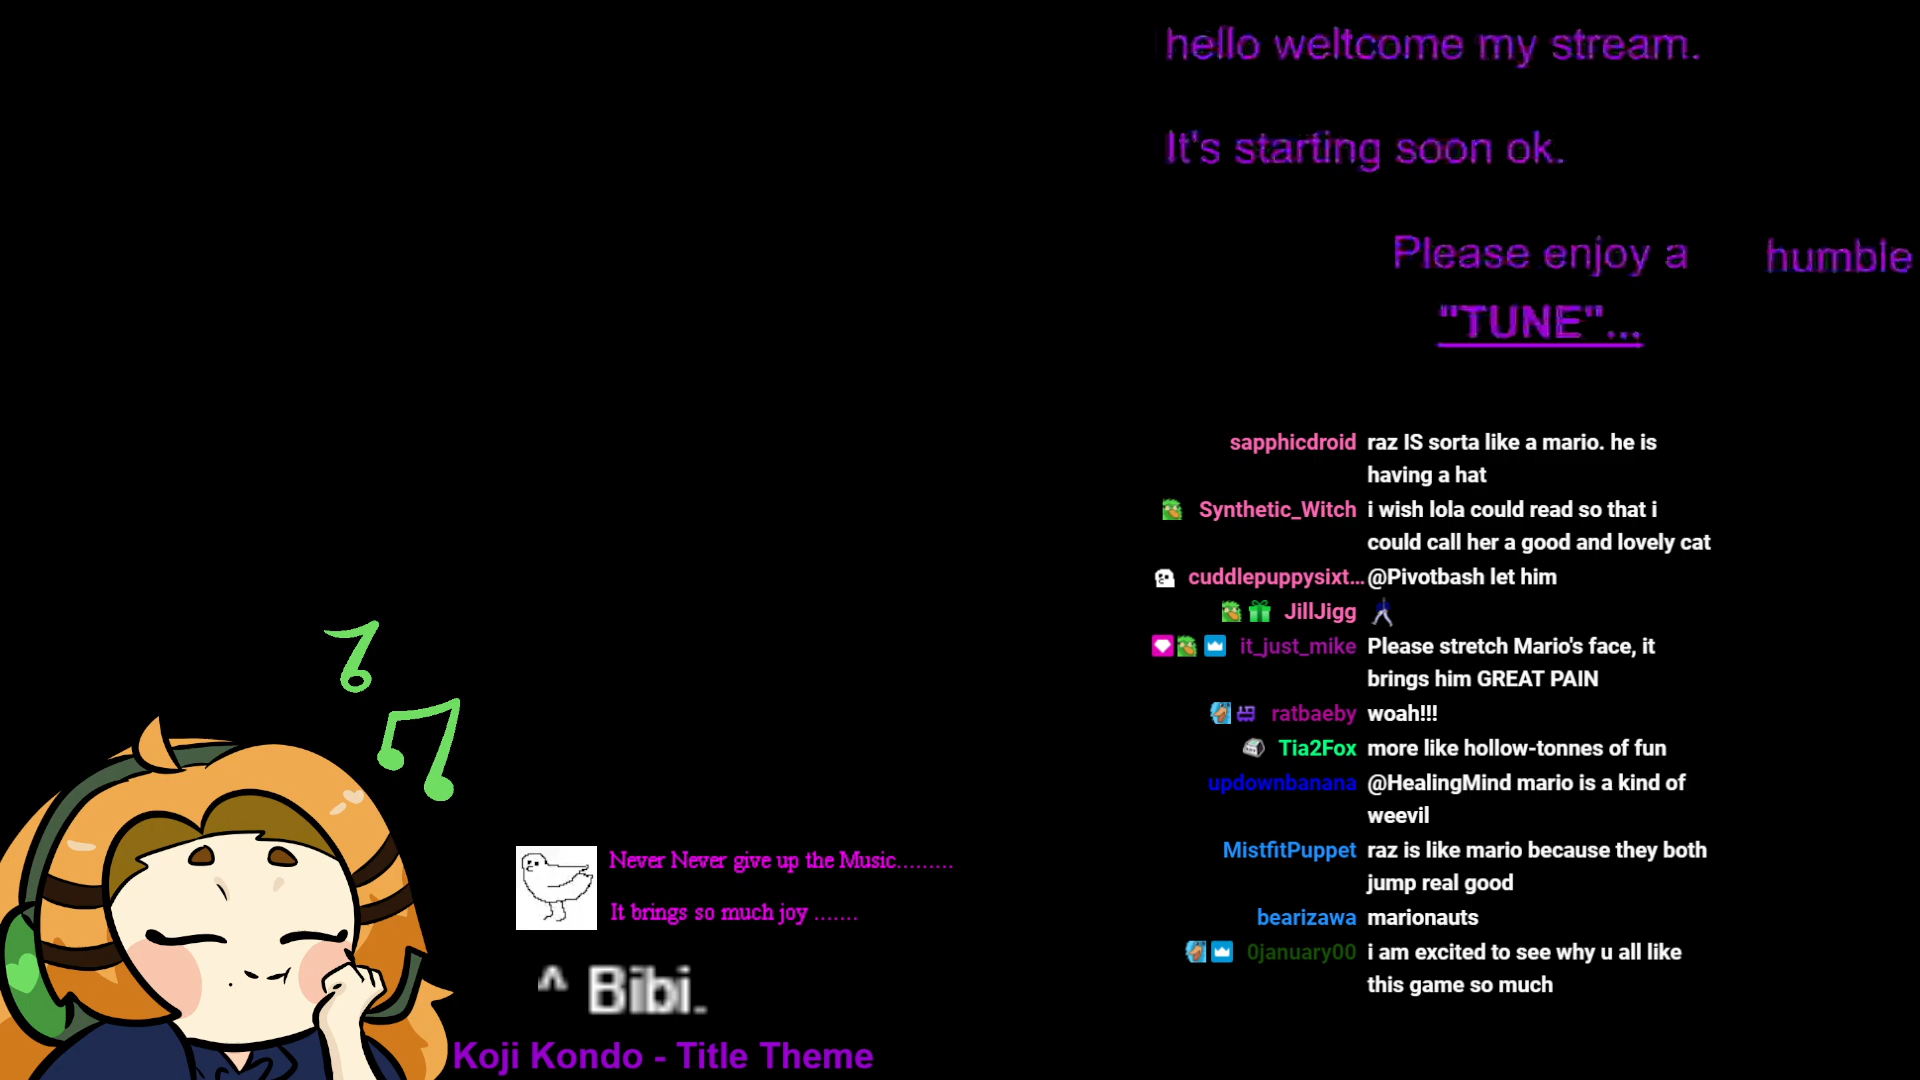 hello weltcome my stream.
It's starting soon ok.
Please enjoy a humble
"TUNE"...
sapphicdroid raz IS sorta like a mario. he is
having a hat
Synthetic_Witch i wish lola could read so that i
could call her a good and lovely cat
cuddlepuppysixt... @Pivotbash let him
JillJigg
it_just_mike Please stretch Mario's face, it
brings him GREAT PAIN
ratbaeby woah!!!
Tia2Fox more like hollow-tonnes of fun
updownbanana @HealingMind mario is a kind of
weevil
MistfitPuppet raz is like mario because they both
jump real good
bearizawa marionauts
0january00 i am excited to see why u all like
this game so much
Never Never give up the Music.........
It brings so much joy .......
^ Bibi.
Koji Kondo - Title Theme